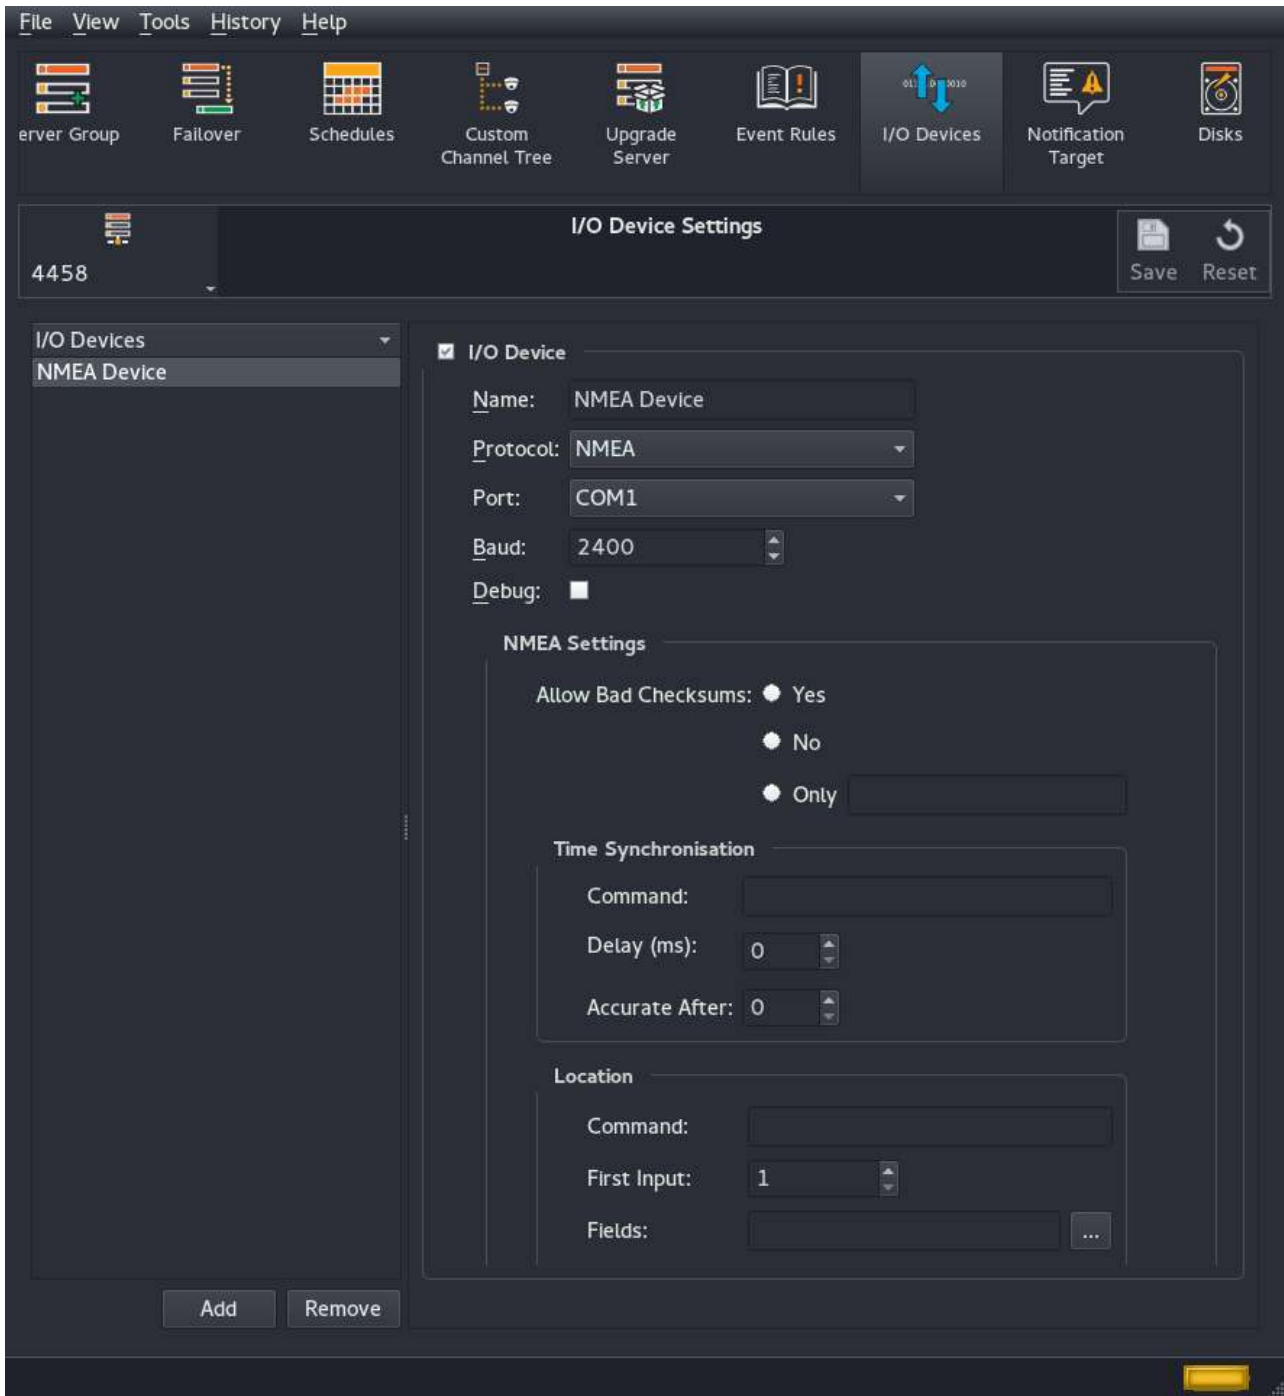 File View Tools History Help
erver Group Failover Schedules Custom Channel Tree Upgrade Server Event Rules I/O Devices Notification Target Disks
I/O Device Settings
4458 Save Reset
I/O Devices
NMEA Device
I/O Device
Name: NMEA Device
Protocol: NMEA
Port: COM1
Baud: 2400
Debug:
NMEA Settings
Allow Bad Checksums: Yes
No
Only
Time Synchronisation
Command:
Delay (ms): 0
Accurate After: 0
Location
Command:
First Input: 1
Fields: ...
Add Remove